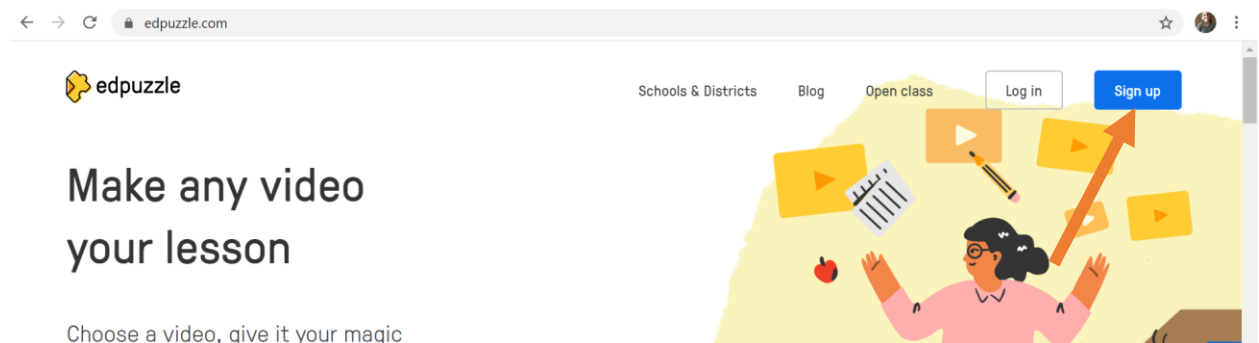 edpuzzle.com
edpuzzle
Schools & Districts Blog Open class Log in Sign up
Make any video
your lesson
Choose a video, give it your magic